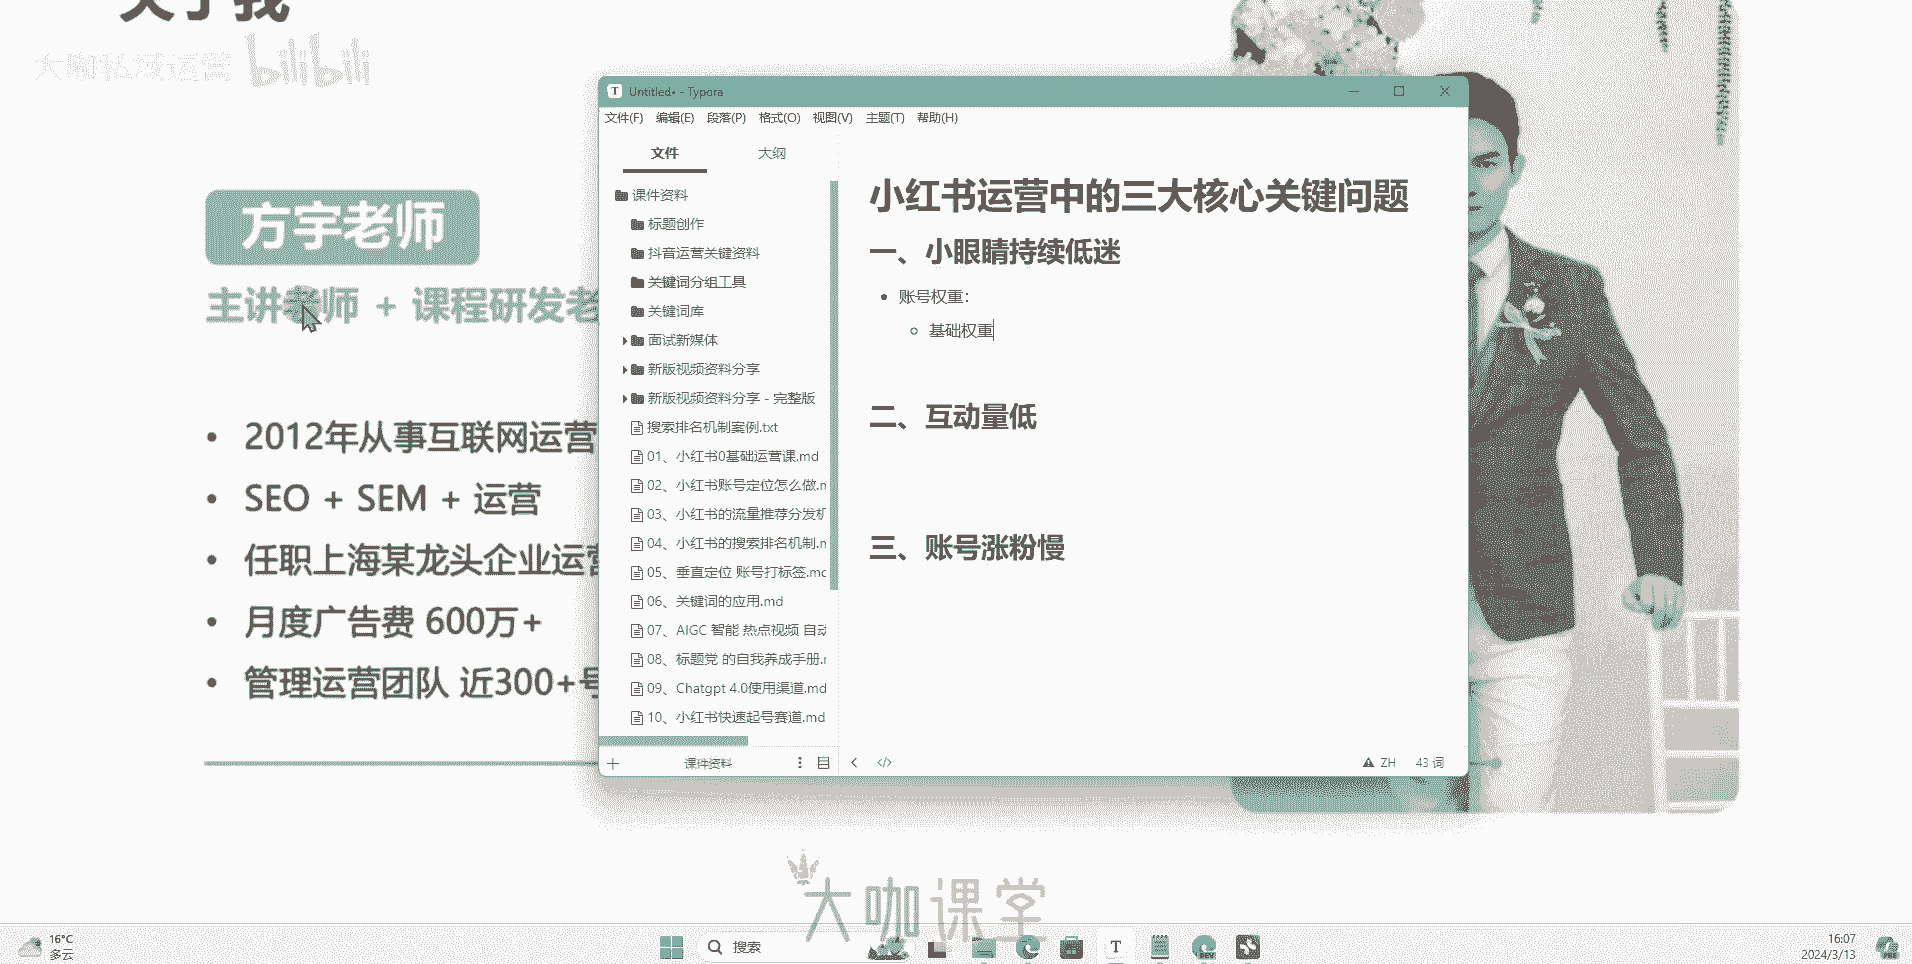 关于我
大咖私域运营 bilibili
方宇老师
主讲老师 + 课程研发老
• 2012年从事互联网运营
• SEO + SEM + 运营
• 任职上海某龙头企业运营
• 月度广告费 600万+
• 管理运营团队 近300+号
Untitled• - Typora
文件(F) 编辑(E) 段落(P) 格式(O) 视图(V) 主题(T) 帮助(H)
文件 大纲
课件资料
标题创作
抖音运营关键资料
关键词分组工具
关键词库
面试新媒体
新版视频资料分享
新版视频资料分享 - 完整版
搜索排名机制案例.txt
01、小红书0基础运营课.md
02、小红书账号定位怎么做.m
03、小红书的流量推荐分发机
04、小红书的搜索排名机制.m
05、垂直定位 账号打标签.md
06、关键词的应用.md
07、AIGC 智能 热点视频 自动
08、标题党 的自我养成手册.m
09、Chatgpt 4.0使用渠道.md
10、小红书快速起号赛道.md
课件资料
小红书运营中的三大核心关键问题
一、小眼睛持续低迷
• 账号权重：
基础权重
二、互动量低
三、账号涨粉慢
ZH 43 词
大咖课堂
16°C
多云
搜索
T
DEV
16:07
2024/3/13
PRE